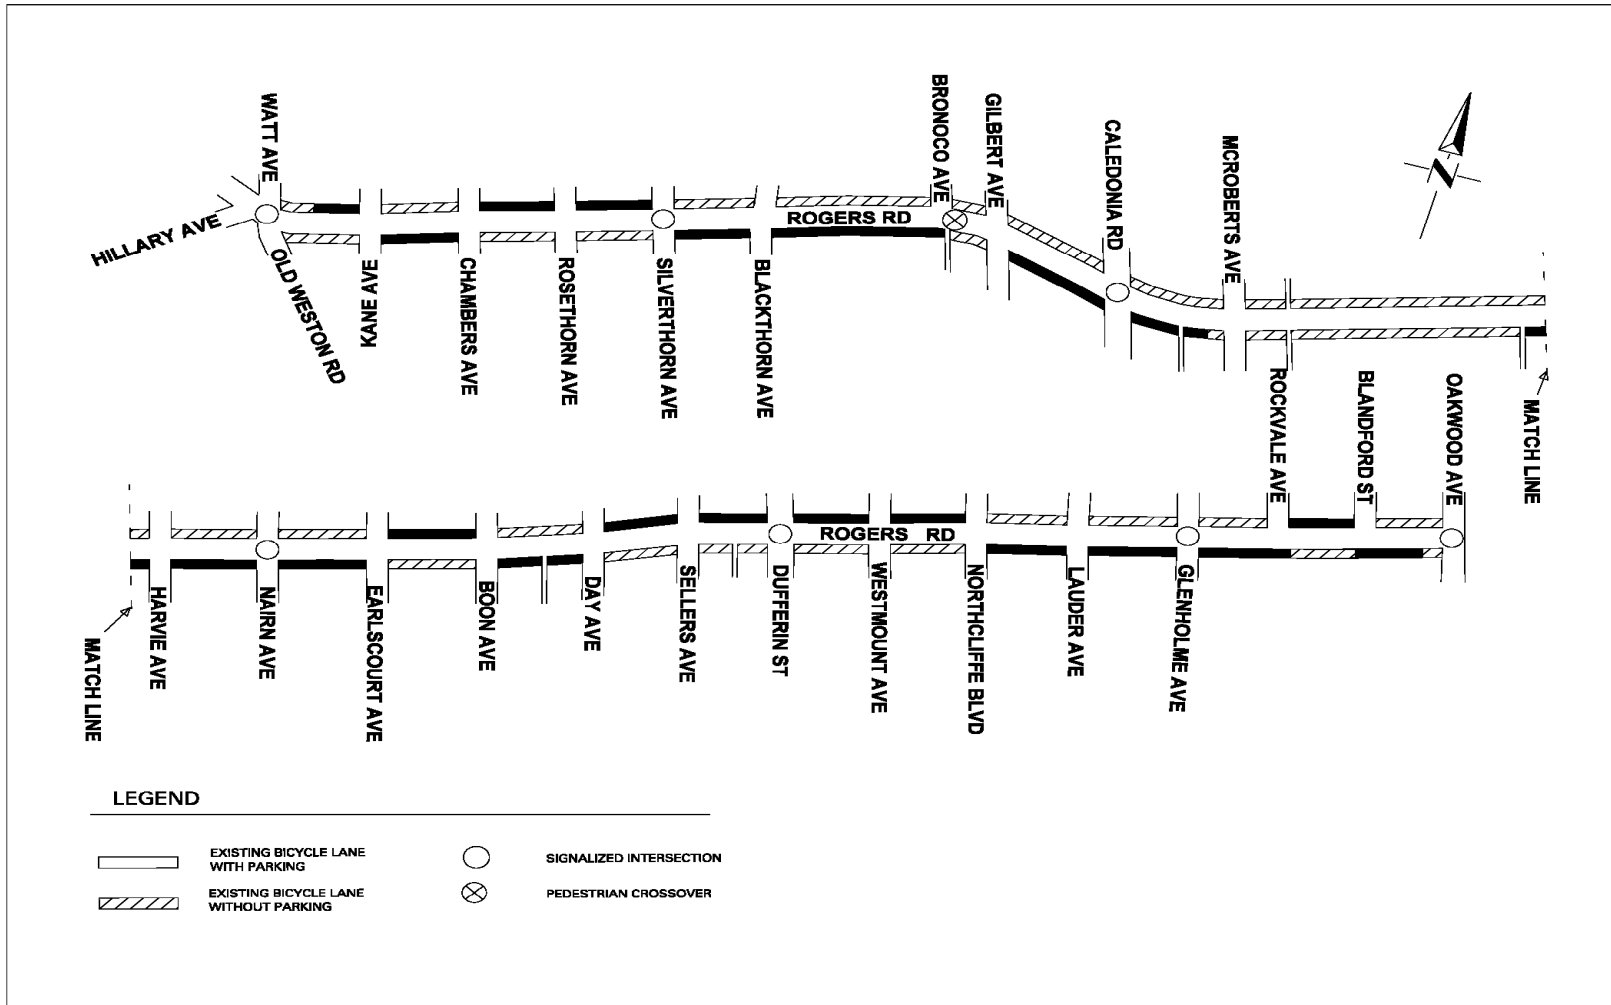 WATT AVE
HILLARY AVE
OLD WESTON RD
KANE AVE
CHAMBERS AVE
ROSETHORN AVE
SILVERTHORN AVE
BLACKTHORN AVE
ROGERS RD
BRONOCO AVE
GILBERT AVE
CALEDONIA RD
MCROBERTS AVE
N
ROCKVALE AVE
BLANDFORD ST
OAKWOOD AVE
MATCH LINE
MATCH LINE
HARVIE AVE
NAIRN AVE
EARLSCOURT AVE
BOON AVE
DAY AVE
SELLERS AVE
DUFFERIN ST
ROGERS RD
WESTMOUNT AVE
NORTHCLIFFE BLVD
LAUDER AVE
GLENHOLME AVE
LEGEND
EXISTING BICYCLE LANE
WITH PARKING
EXISTING BICYCLE LANE
WITHOUT PARKING
SIGNALIZED INTERSECTION
PEDESTRIAN CROSSOVER